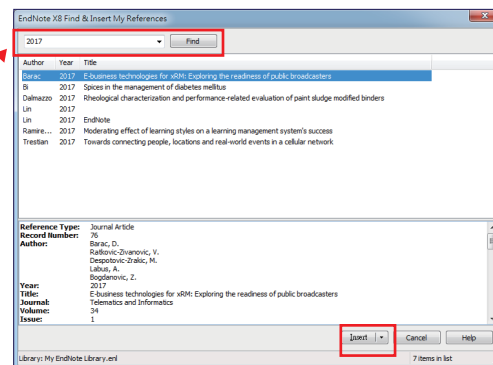 EndNote X8 Find & Insert My References
2017 Find
Author Year Title
Barac 2017 E-business technologies for xRM: Exploring the readiness of public broadcasters
Bi 2017 Spices in the management of diabetes mellitus
Dalmazzo 2017 Rheological characterization and performance-related evaluation of paint sludge modified binders
Lin 2017
Lin 2017 EndNote
Ramire... 2017 Moderating effect of learning styles on a learning management system's success
Trestian 2017 Towards connecting people, locations and real-world events in a cellular network
Reference Type: Journal Article
Record Number: 76
Author: Barac, D.
Ratkovic-Zivanovic, V.
Despotovic-Zrakic, M.
Labus, A.
Bogdanovic, Z.
Year: 2017
Title: E-business technologies for xRM: Exploring the readiness of public broadcasters
Journal: Telematics and Informatics
Volume: 34
Issue: 1
Insert Cancel Help
Library: My EndNote Library.enl 7 items in list